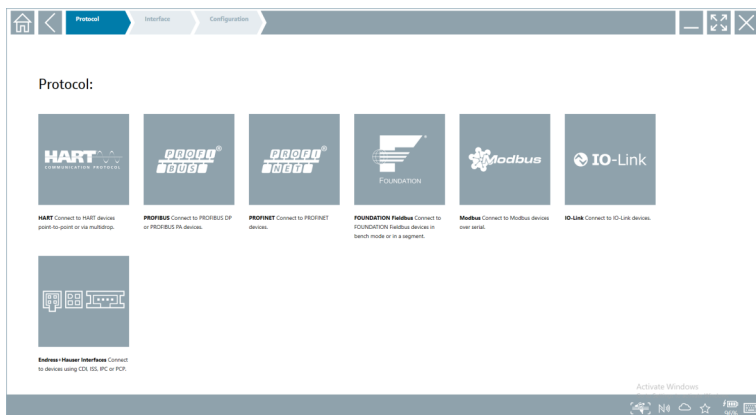 Protocol
Interface
Configuration
Protocol:
HART
COMMUNICATION PROTOCOL
PROFI®
BUS
PROFI®
NET
FOUNDATION
Modbus
IO-Link
HART Connect to HART devices
point-to-point or via multidrop.
PROFIBUS Connect to PROFIBUS DP
or PROFIBUS PA devices.
PROFINET Connect to PROFINET
devices.
FOUNDATION Fieldbus Connect to
FOUNDATION Fieldbus devices in
bench mode or in a segment.
Modbus Connect to Modbus devices
over serial.
IO-Link Connect to IO-Link devices.
Endress+Hauser Interfaces Connect
to devices using CDI, ISS, IPC or PCP.
Activate Windows